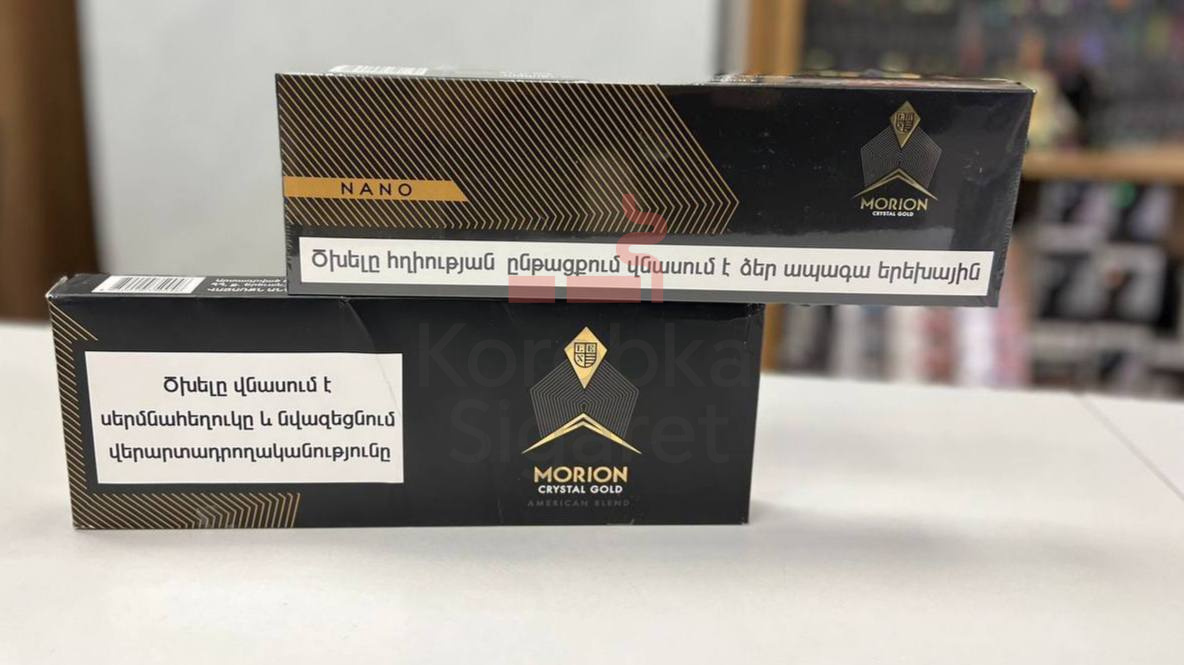 NANO
MORION
CRYSTAL GOLD
Ծխելը հղիության ընթացքում վնասում է ձեր ապագա երեխային
Ծխելը վնասում է
սերմնահեղուկը և նվազեցնում
վերարտադրողականությունը
MORION
CRYSTAL GOLD
AMERICAN BLEND
Korobka
Sigaret